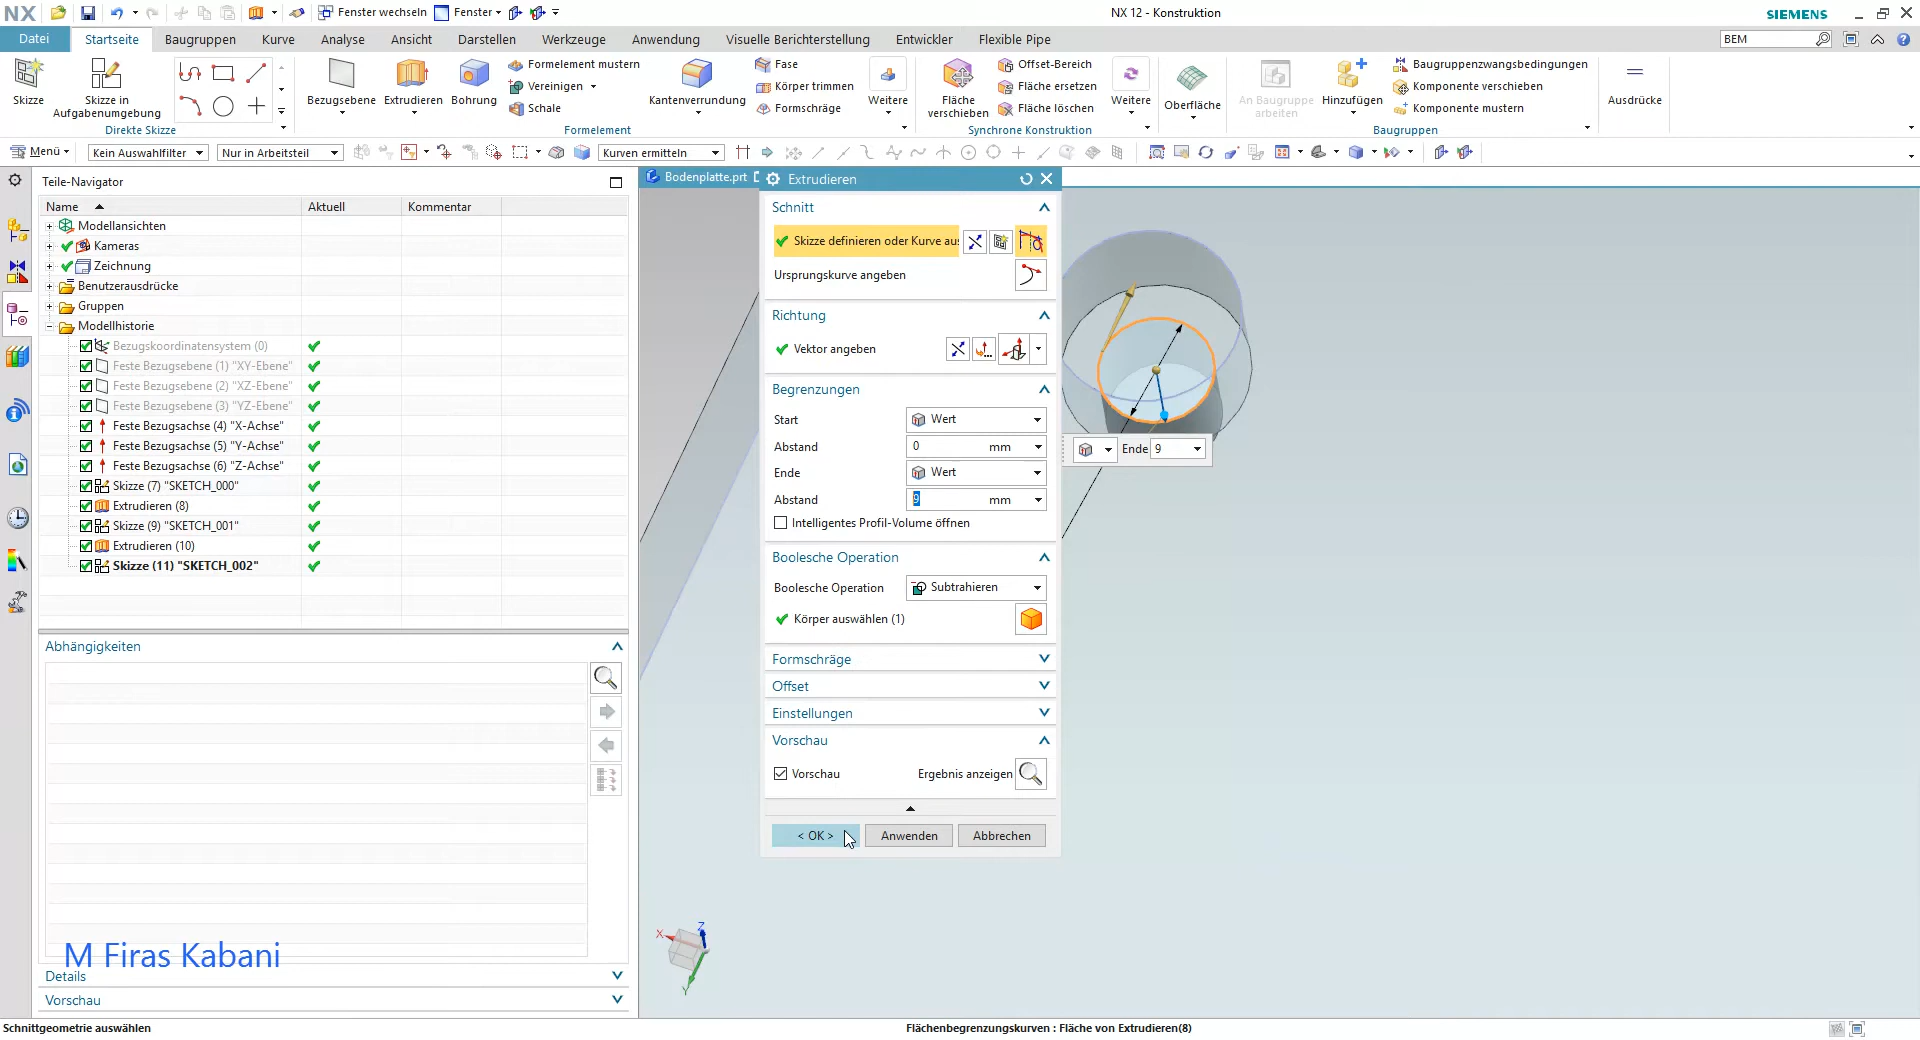 NX Fenster wechseln Fenster NX 12 - Konstruktion SIEMENS
Datei Startseite Baugruppen Kurve Analyse Ansicht Darstellen Werkzeuge Anwendung Visuelle Berichterstellung Entwickler Flexible Pipe BEM
Skizze
Skizze in Aufgabenumgebung
Direkte Skizze
Bezugsebene
Extrudieren
Bohrung
Formelement mustern
Vereinigen
Schale
Kantenverrundung
Fase
Körper trimmen
Formschräge
Weitere
Formelement
Fläche verschieben
Offset-Bereich
Fläche ersetzen
Fläche löschen
Weitere
Synchrone Konstruktion
Oberfläche
An Baugruppe arbeiten
Hinzufügen
Baugruppenzwangsbedingungen
Komponente verschieben
Komponente mustern
Baugruppen
Ausdrücke
Menü Kein Auswahlfilter Nur in Arbeitsteil Kurven ermitteln
Teile-Navigator
Name Aktuell Kommentar
Modellansichten
Kameras
Zeichnung
Benutzerausdrücke
Gruppen
Modellhistorie
Bezugskoordinatensystem (0)
Feste Bezugsebene (1) "XY-Ebene"
Feste Bezugsebene (2) "XZ-Ebene"
Feste Bezugsebene (3) "YZ-Ebene"
Feste Bezugsachse (4) "X-Achse"
Feste Bezugsachse (5) "Y-Achse"
Feste Bezugsachse (6) "Z-Achse"
Skizze (7) "SKETCH_000"
Extrudieren (8)
Skizze (9) "SKETCH_001"
Extrudieren (10)
Skizze (11) "SKETCH_002"
Abhängigkeiten
M Firas Kabani
Details
Vorschau
Bodenplatte.prt
Extrudieren
Schnitt
Skizze definieren oder Kurve aus
Ursprungskurve angeben
Richtung
Vektor angeben
Begrenzungen
Start Wert
Abstand 0 mm
Ende Wert
Abstand 9 mm
Intelligentes Profil-Volume öffnen
Boolesche Operation
Boolesche Operation Subtrahieren
Körper auswählen (1)
Formschräge
Offset
Einstellungen
Vorschau
Vorschau Ergebnis anzeigen
< OK > Anwenden Abbrechen
Ende 9
X Z
Y
Schnittgeometrie auswählen Flächenbegrenzungskurven : Fläche von Extrudieren(8)